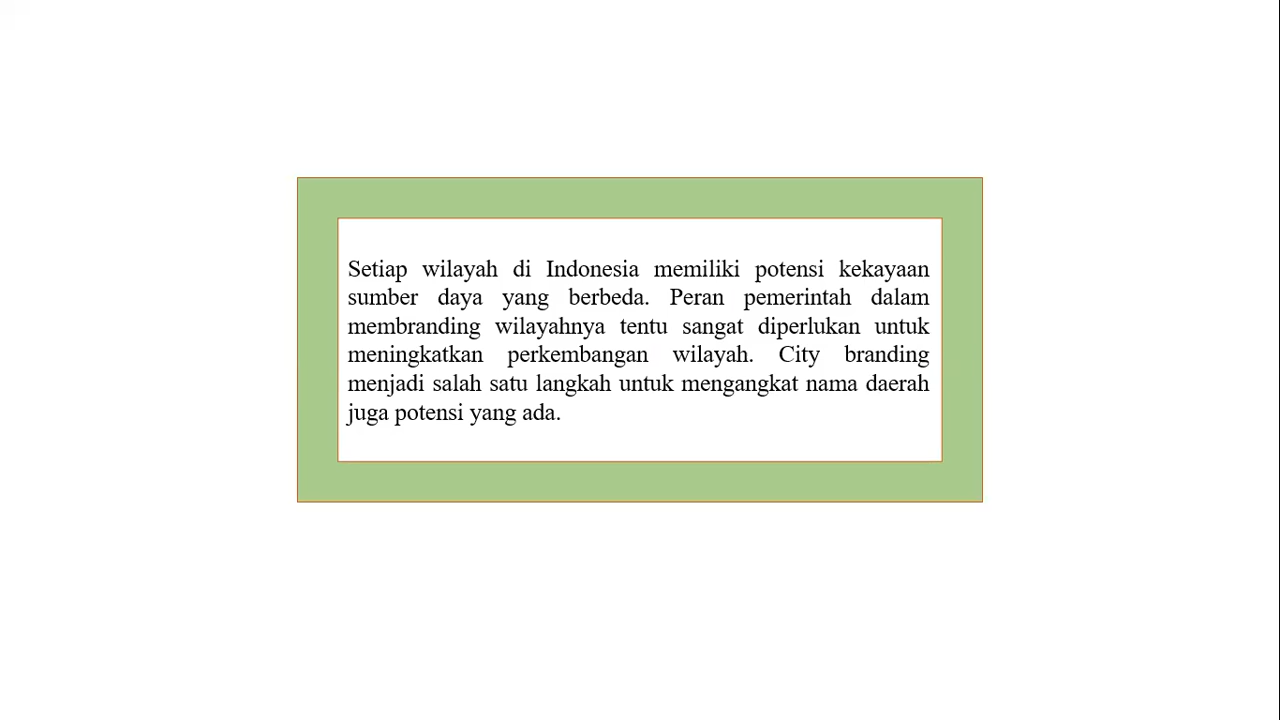 Setiap wilayah di Indonesia memiliki potensi kekayaan
sumber daya yang berbeda. Peran pemerintah dalam
membranding wilayahnya tentu sangat diperlukan untuk
meningkatkan perkembangan wilayah. City branding
menjadi salah satu langkah untuk mengangkat nama daerah
juga potensi yang ada.